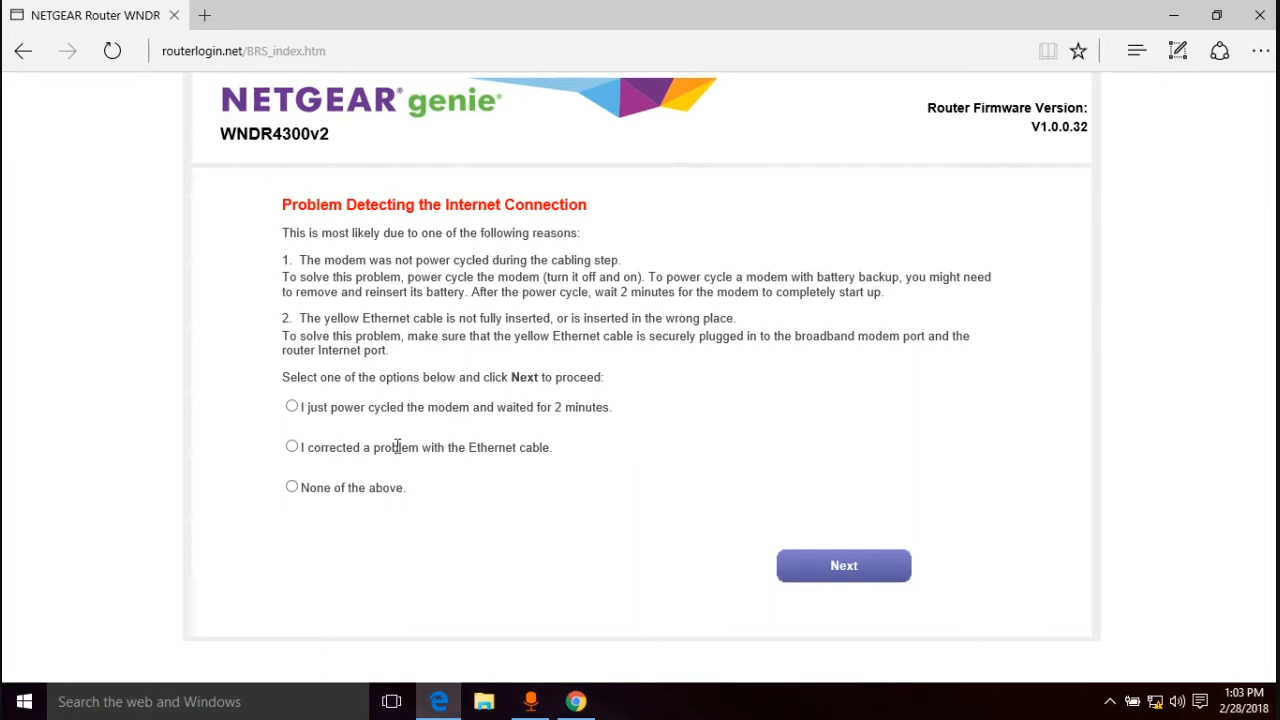 NETGEAR Router WNDR
routerlogin.net/BRS_index.htm
NETGEAR® genie®
WNDR4300v2
Router Firmware Version:
V1.0.0.32
Problem Detecting the Internet Connection
This is most likely due to one of the following reasons:
1. The modem was not power cycled during the cabling step.
To solve this problem, power cycle the modem (turn it off and on). To power cycle a modem with battery backup, you might need
to remove and reinsert its battery. After the power cycle, wait 2 minutes for the modem to completely start up.
2. The yellow Ethernet cable is not fully inserted, or is inserted in the wrong place.
To solve this problem, make sure that the yellow Ethernet cable is securely plugged in to the broadband modem port and the
router Internet port.
Select one of the options below and click Next to proceed:
I just power cycled the modem and waited for 2 minutes.
I corrected a problem with the Ethernet cable.
None of the above.
Next
Search the web and Windows
1:03 PM
2/28/2018